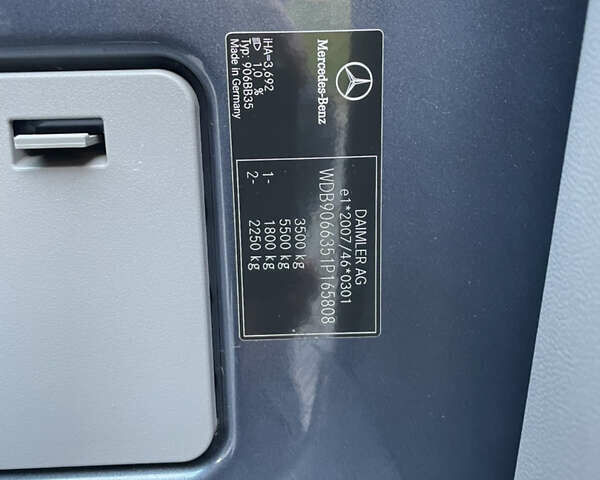 Mercedes-Benz
iHA=3,692
1,0 %
Typ: 906BB35
Made in Germany
DAIMLER AG
e1*2007/46*0301
WDB9066351P165808
3500 kg
5500 kg
1- 1800 kg
2- 2250 kg